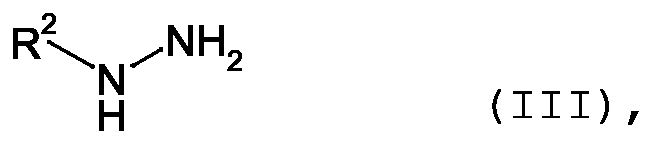 R² NH₂
N (III),
H